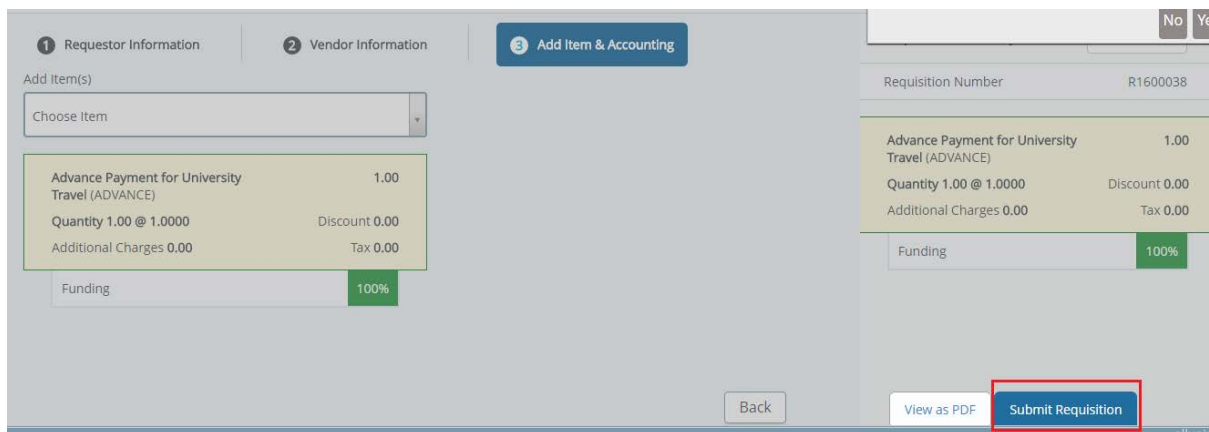 No Ye
1 Requestor Information
2 Vendor Information
3 Add Item & Accounting
Add Item(s)
Choose Item
Advance Payment for University 1.00
Travel (ADVANCE)
Quantity 1.00 @ 1.0000 Discount 0.00
Additional Charges 0.00 Tax 0.00
Funding 100%
Back
Requisition Number R1600038
Advance Payment for University 1.00
Travel (ADVANCE)
Quantity 1.00 @ 1.0000 Discount 0.00
Additional Charges 0.00 Tax 0.00
Funding 100%
View as PDF Submit Requisition